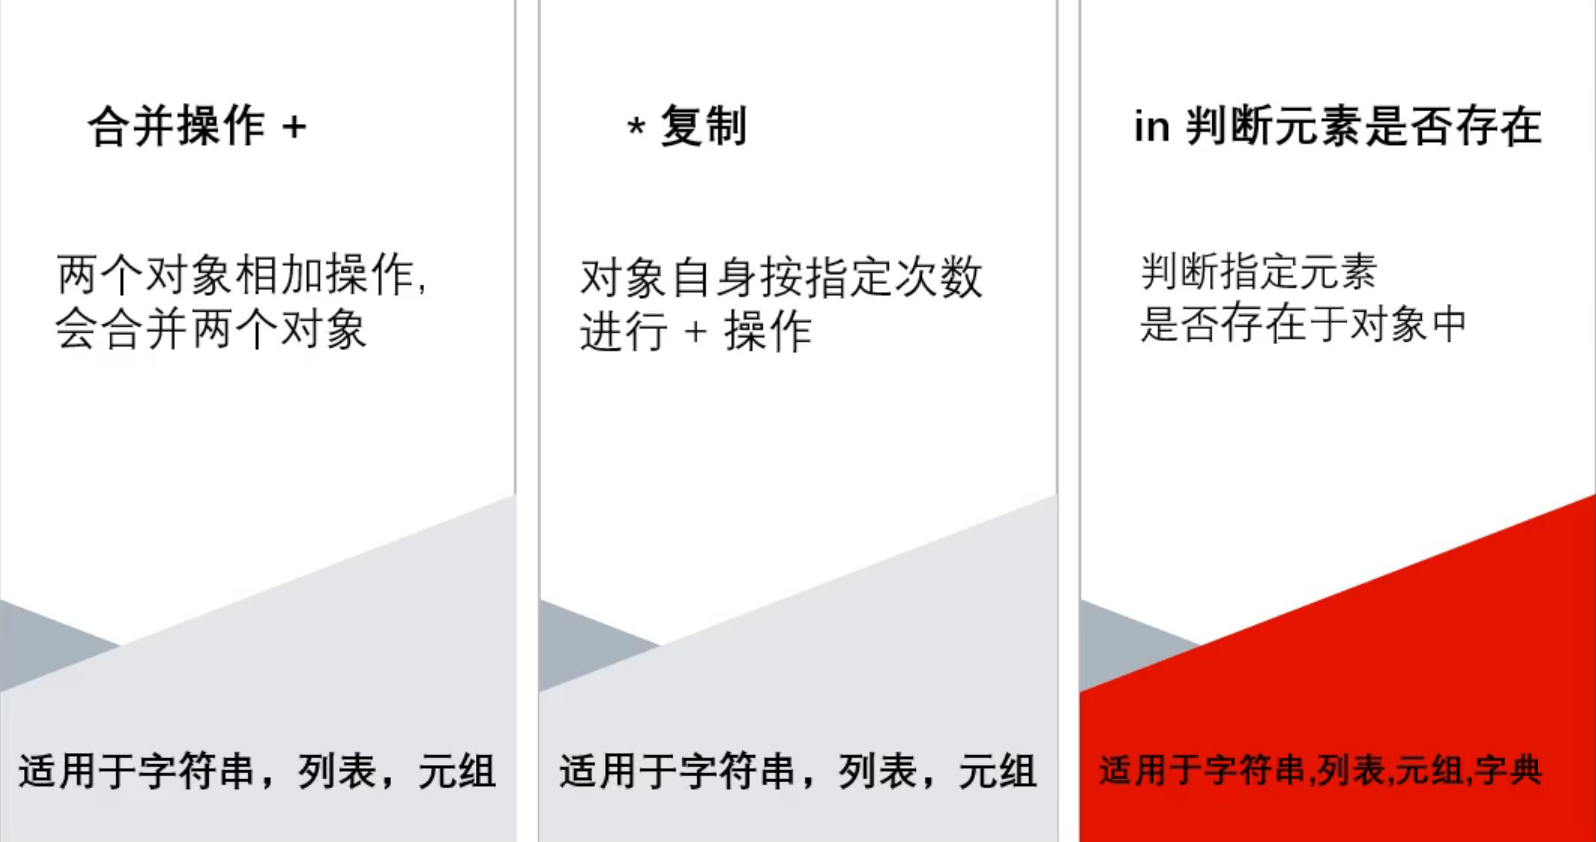 合并操作 +
两个对象相加操作,
会合并两个对象
适用于字符串，列表，元组
* 复制
对象自身按指定次数
进行 + 操作
适用于字符串，列表，元组
in 判断元素是否存在
判断指定元素
是否存在于对象中
适用于字符串,列表,元组,字典